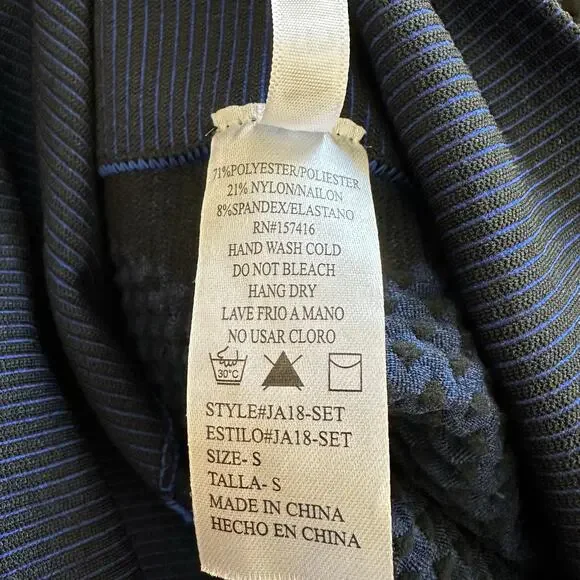 71%POLYESTER/POLIESTER
21% NYLON/NAILON
8%SPANDEX/ELASTANO
RN#157416
HAND WASH COLD
DO NOT BLEACH
HANG DRY
LAVE FRIO A MANO
NO USAR CLORO
30°C
STYLE#JA18-SET
ESTILO#JA18-SET
SIZE- S
TALLA- S
MADE IN CHINA
HECHO EN CHINA